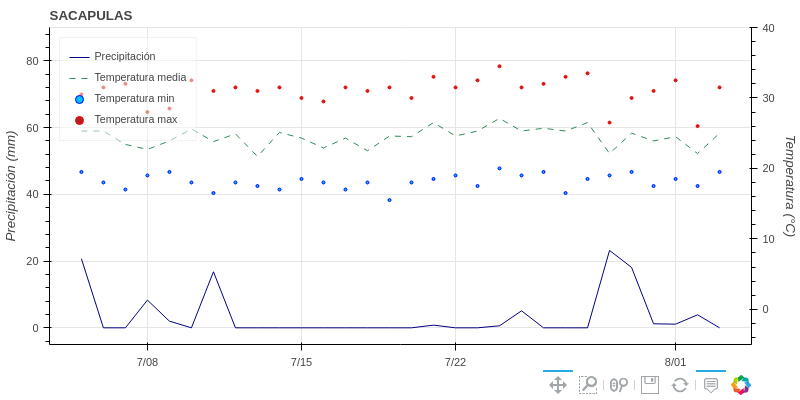 SACAPULAS
Precipitación
Temperatura media
Temperatura min
Temperatura max
Precipitación (mm)
80
60
40
20
0
Temperatura (°C)
40
30
20
10
0
7/08
7/15
7/22
8/01